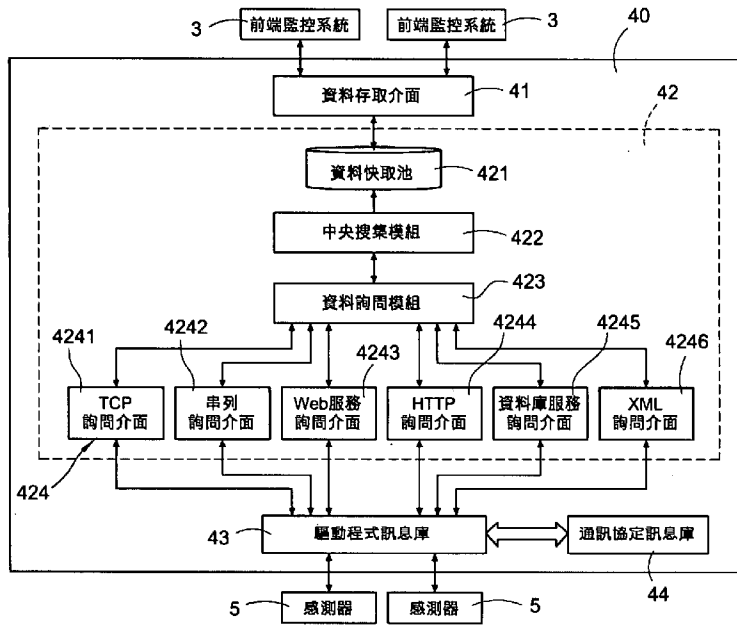 3
前端監控系統
前端監控系統
3
40
資料存取介面
41
42
資料快取池
421
中央搜集模組
422
資料詢問模組
423
4241
4242
4243
4244
4245
4246
TCP
詢問介面
串列
詢問介面
Web服務
詢問介面
HTTP
詢問介面
資料庫服務
詢問介面
XML
詢問介面
424
43
驅動程式訊息庫
通訊協定訊息庫
44
5
感測器
感測器
5